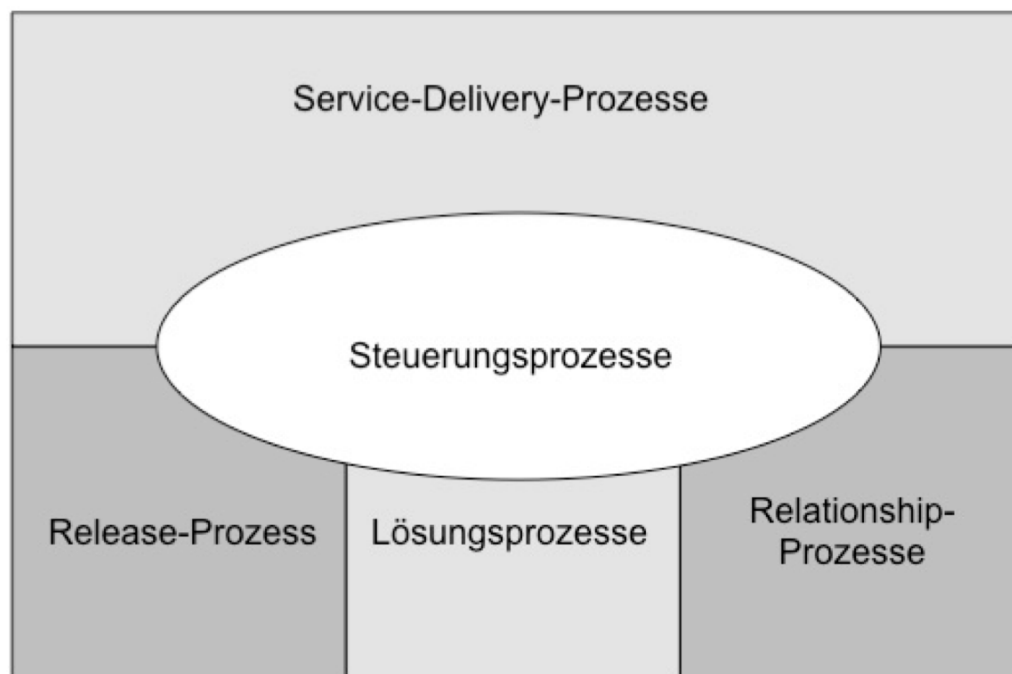 Service-Delivery-Prozesse
Steuerungsprozesse
Release-Prozess
Lösungsprozesse
Relationship-
Prozesse